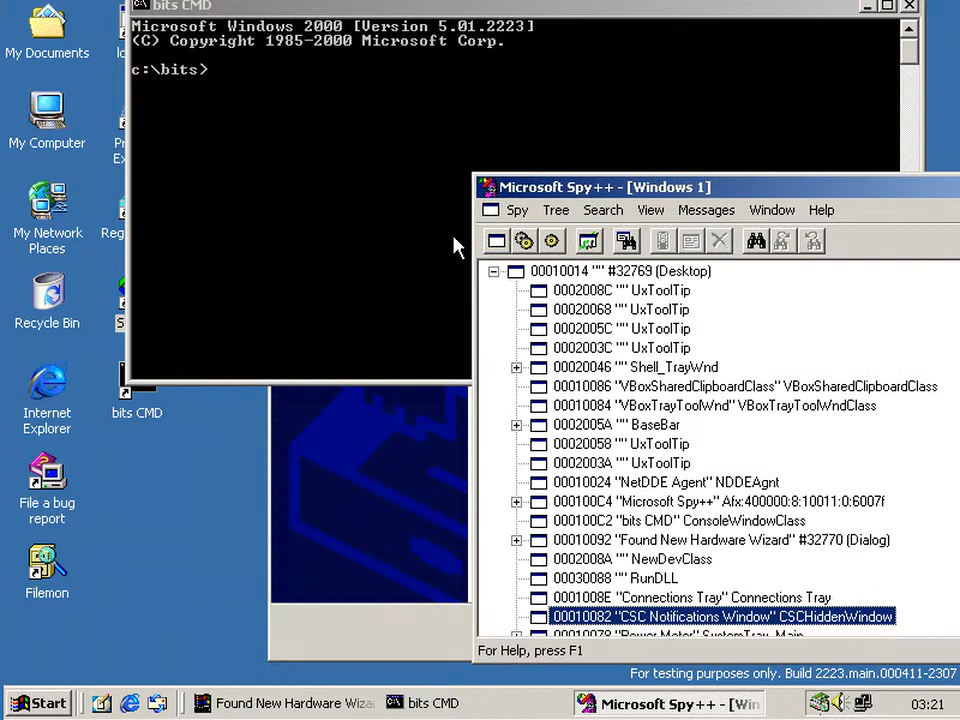 bits CMD
Microsoft Windows 2000 [Version 5.01.2223]
(C) Copyright 1985-2000 Microsoft Corp.
c:\bits>
My Documents
My Computer
My Network
Places
Recycle Bin
Internet
Explorer
bits CMD
File a bug
report
Filemon
Microsoft Spy++ - [Windows 1]
Spy Tree Search View Messages Window Help
00010014 "" #32769 (Desktop)
0002008C "" UxToolTip
00020068 "" UxToolTip
0002005C "" UxToolTip
0002003C "" UxToolTip
00020046 "" Shell_TrayWnd
00010086 "VBoxSharedClipboardClass" VBoxSharedClipboardClass
00010084 "VBoxTrayToolWnd" VBoxTrayToolWndClass
0002005A "" BaseBar
00020058 "" UxToolTip
0002003A "" UxToolTip
00010024 "NetDDE Agent" NDDEAgnt
000100C4 "Microsoft Spy++" Afx:400000:8:10011:0:6007f
000100C2 "bits CMD" ConsoleWindowClass
00010092 "Found New Hardware Wizard" #32770 (Dialog)
0002008A "" NewDevClass
00030088 "" RunDLL
0001008E "Connections Tray" Connections Tray
00010082 "CSC Notifications Window" CSCHiddenWindow
00010078 "Power Meter" SystemTray_Main
For Help, press F1
For testing purposes only. Build 2223.main.000411-2307
Start
Found New Hardware Wiza
bits CMD
Microsoft Spy++ - [Win
03:21